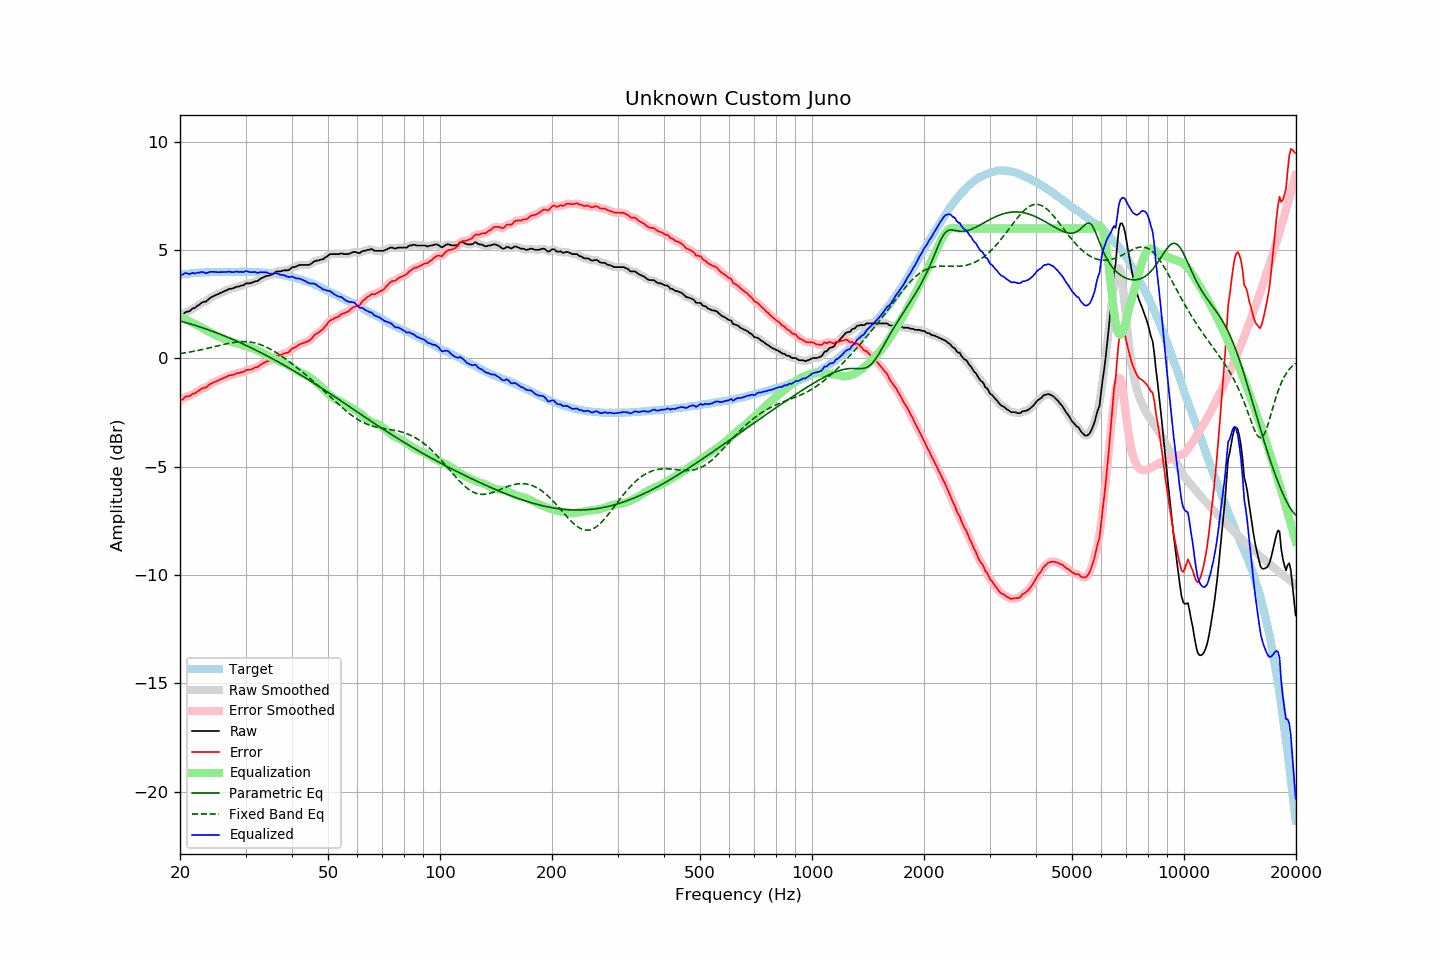 Unknown Custom Juno
10
5
0
−5
−10
−15
−20
Amplitude (dBr)
Target
Raw Smoothed
Error Smoothed
Raw
Error
Equalization
Parametric Eq
Fixed Band Eq
Equalized
20 50 100 200 500 1000 2000 5000 10000 20000
Frequency (Hz)